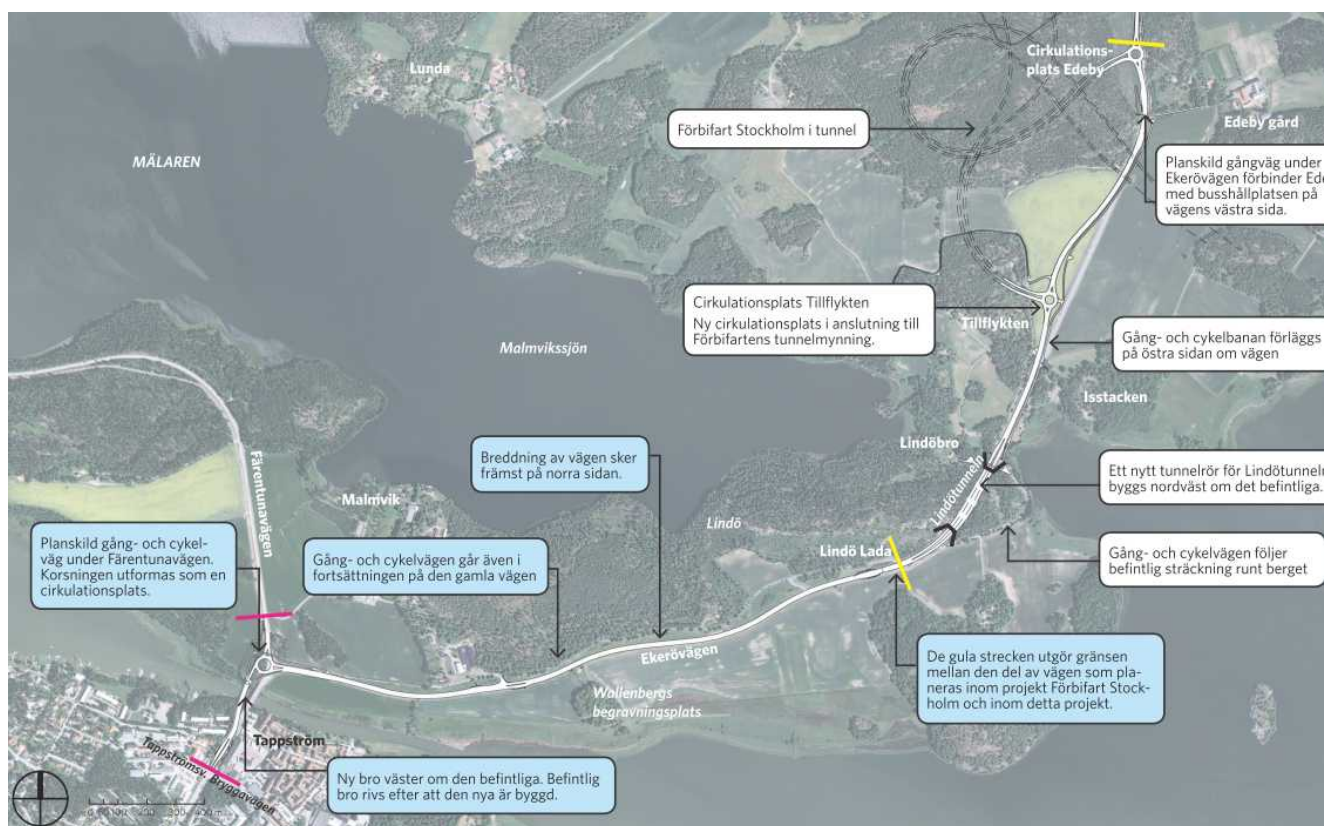 Cirkulations-
plats Edeby
Lunda
Förbifart Stockholm i tunnel
Edeby gård
MÄLAREN
Planskild gångväg under
Ekerövägen förbinder Ede
med busshållplatsen på
vägens västra sida.
Cirkulationsplats Tillflykten
Ny cirkulationsplats i anslutning till
Förbifartens tunnelmynning.
Tillflykten
Malmvikssjön
Gång- och cykelbanan förläggs
på östra sidan om vägen
Isstacken
Lindöbro
Färentunavägen
Breddning av vägen sker
främst på norra sidan.
Lindötunneln
Ett nytt tunnelrör för Lindötunneln
byggs nordväst om det befintliga.
Malmvik
Lindö
Planskild gång- och cykel-
väg under Färentunavägen.
Korsningen utformas som en
cirkulationsplats.
Gång- och cykelvägen går även i
fortsättningen på den gamla vägen
Lindö Lada
Gång- och cykelvägen följer
befintlig sträckning runt berget
Ekerövägen
De gula strecken utgör gränsen
mellan den del av vägen som pla-
neras inom projekt Förbifart Stock-
holm och inom detta projekt.
Wallenbergs
begravningsplats
Tappström
Tappströmsv. Bryggavägen
Ny bro väster om den befintliga. Befintlig
bro rivs efter att den nya är byggd.
0 50 100 200 300 400 m